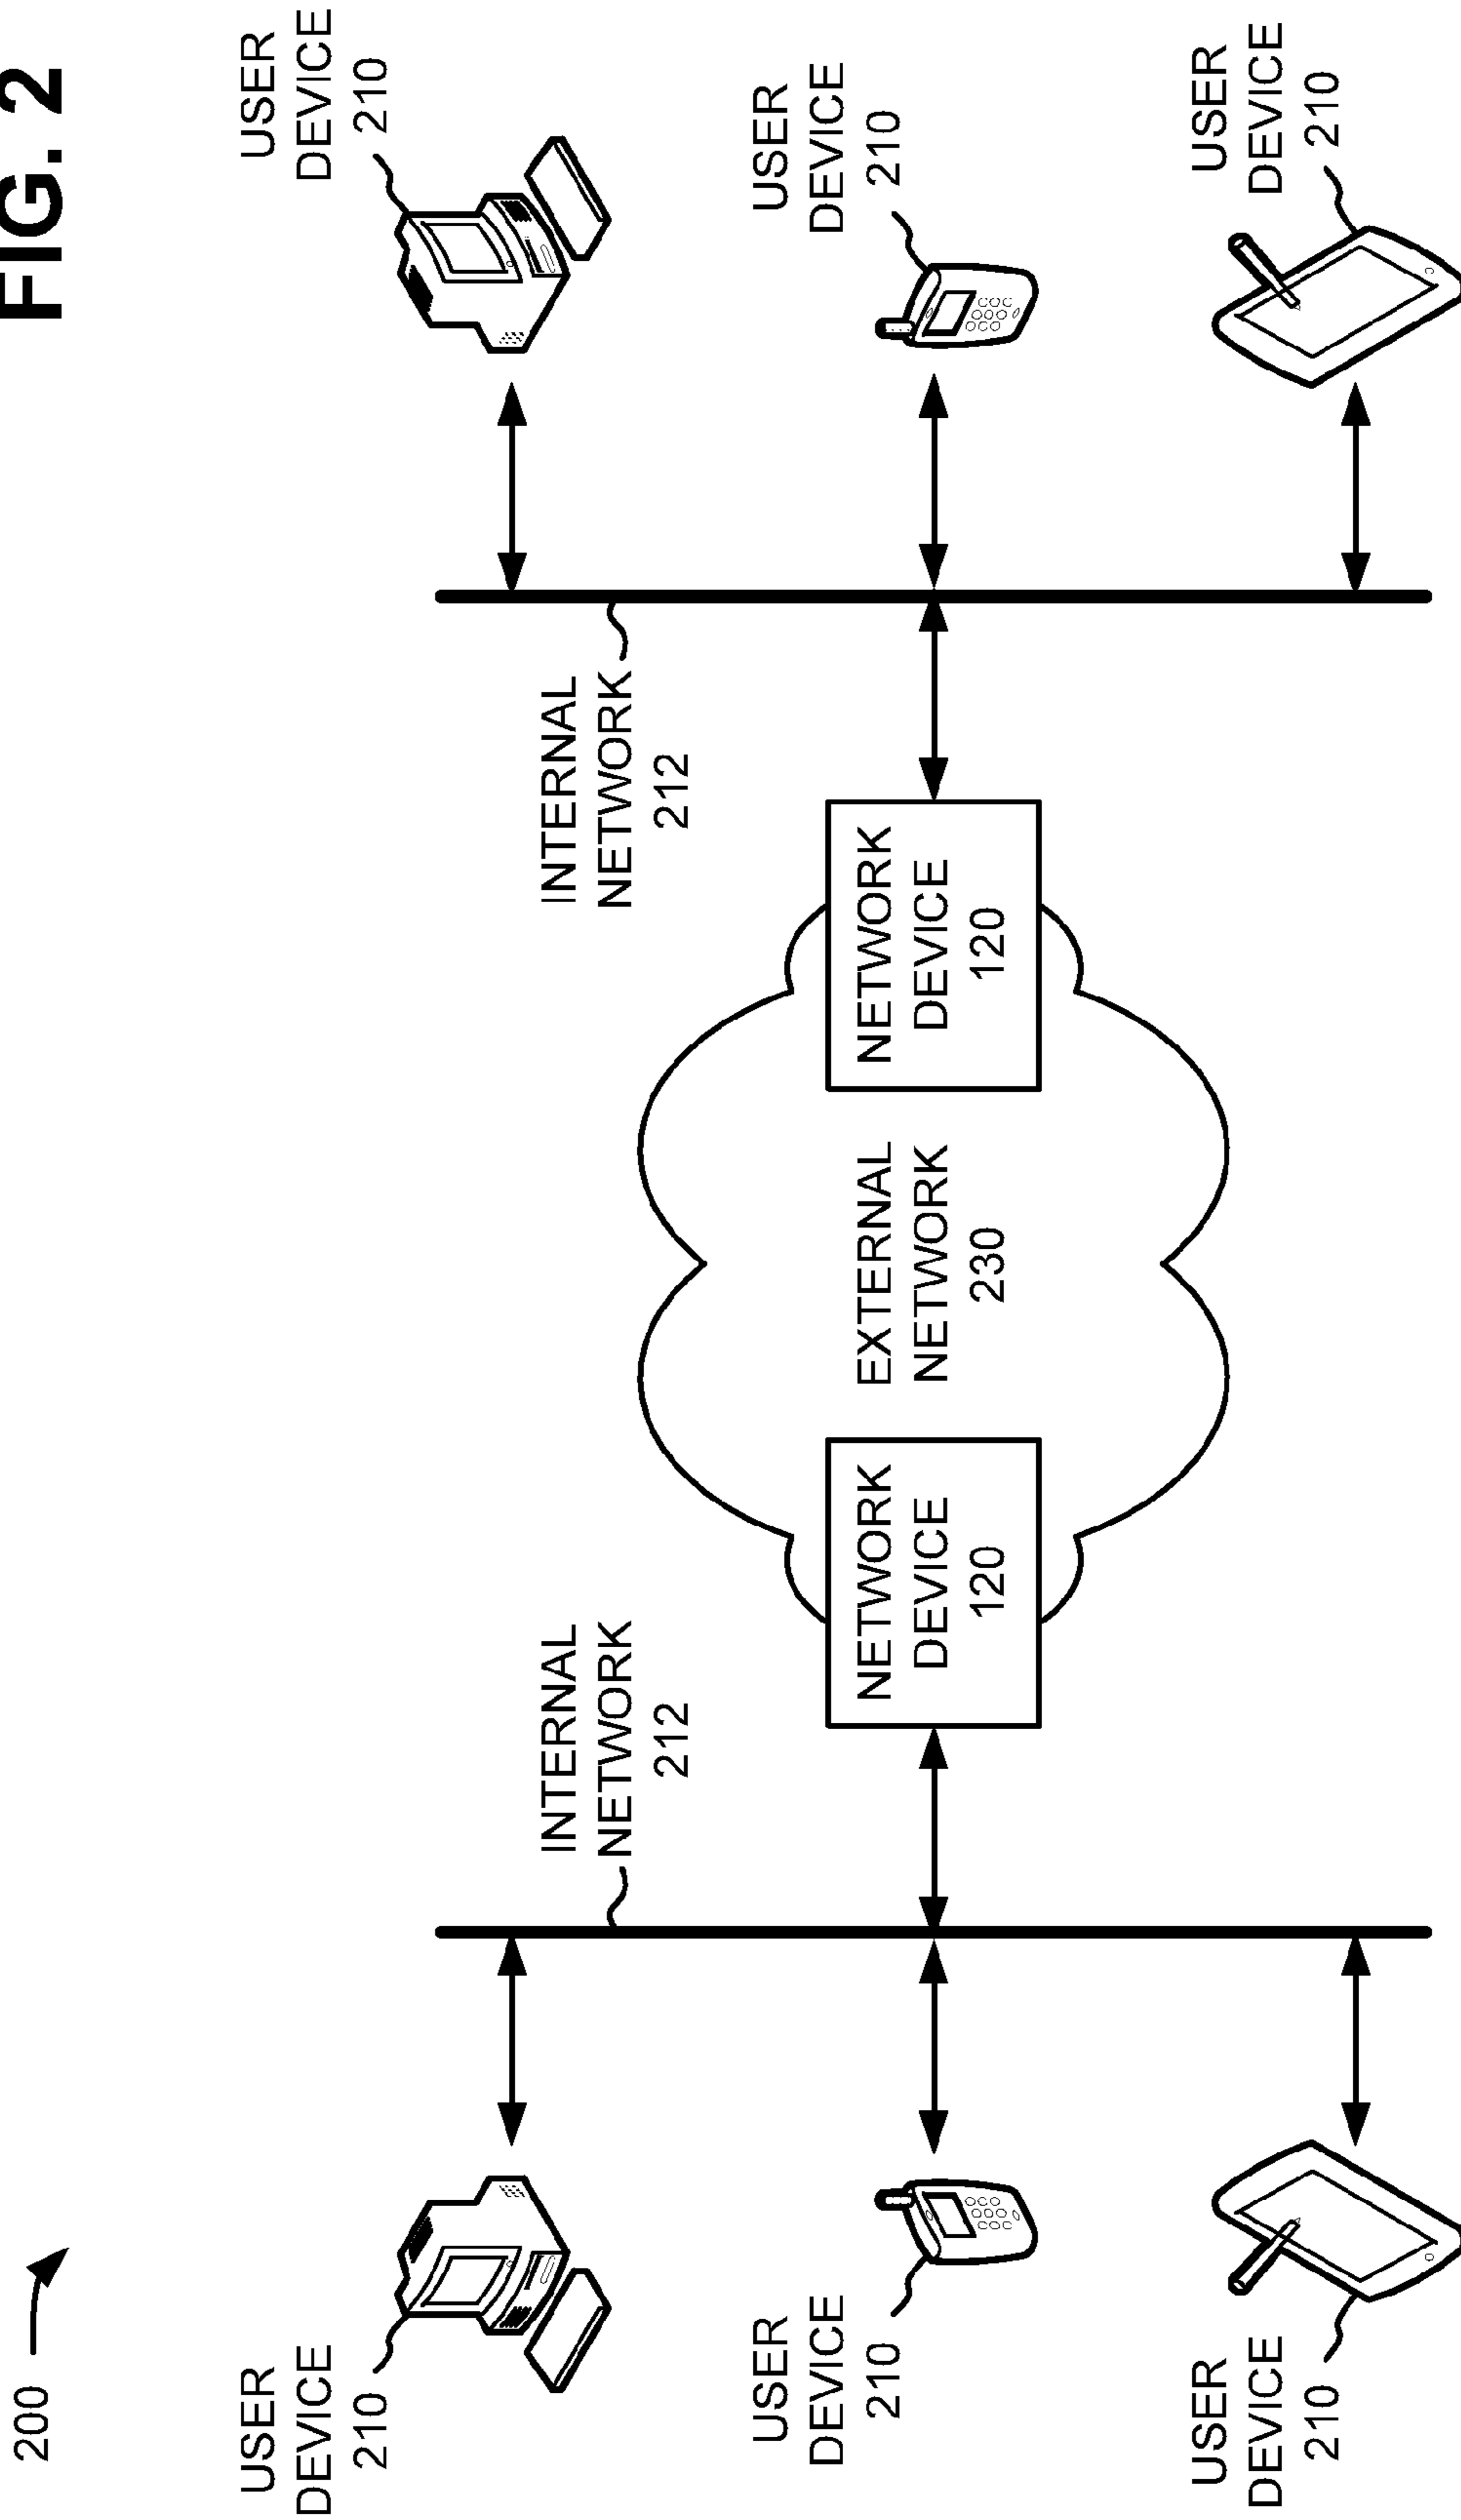 200
FIG. 2
USER
DEVICE
210
USER
DEVICE
210
INTERNAL
NETWORK
212
INTERNAL
NETWORK
212
USER
DEVICE
210
NETWORK
DEVICE
120
EXTERNAL
NETWORK
230
NETWORK
DEVICE
120
USER
DEVICE
210
USER
DEVICE
210
USER
DEVICE
210